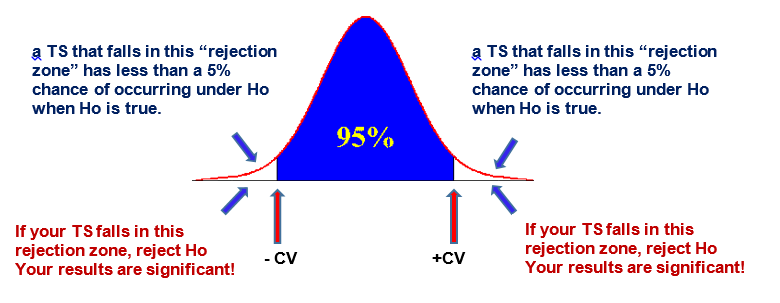 a TS that falls in this “rejection
zone” has less than a 5%
chance of occurring under Ho
when Ho is true.
a TS that falls in this “rejection
zone” has less than a 5%
chance of occurring under Ho
when Ho is true.
95%
If your TS falls in this
rejection zone, reject Ho
Your results are significant!
- CV
+CV
If your TS falls in this
rejection zone, reject Ho
Your results are significant!